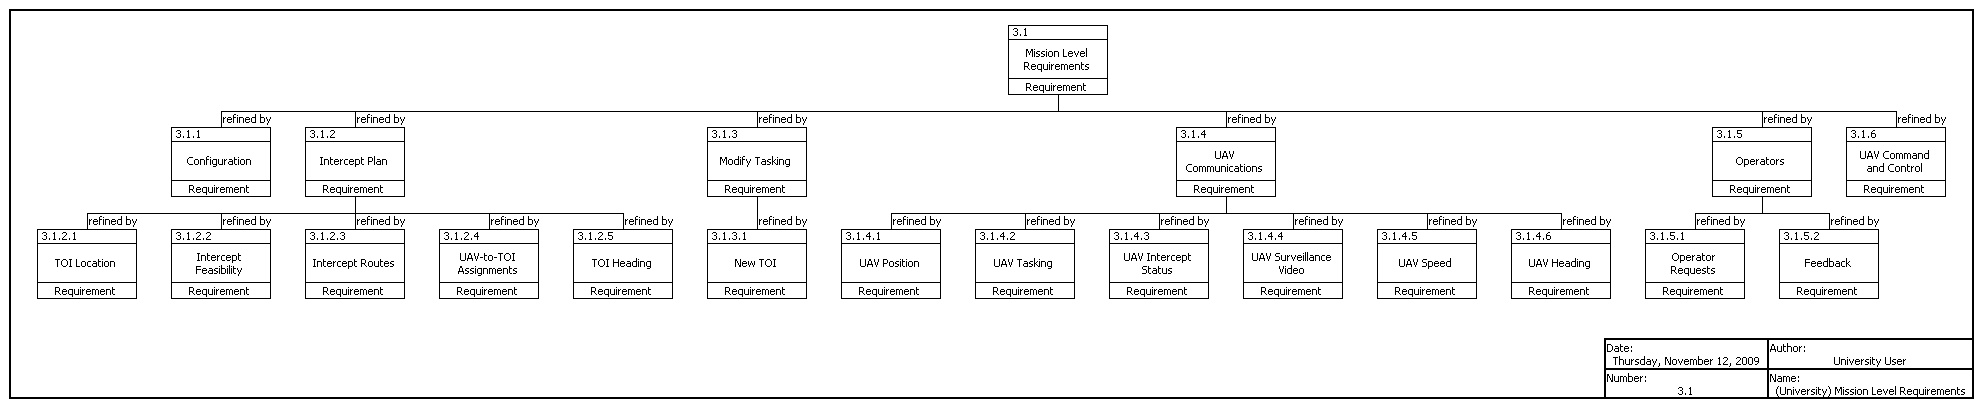 3.1
Mission Level
Requirements
Requirement
refined by
refined by
refined by
refined by
refined by
refined by
3.1.1
Configuration
Requirement
3.1.2
Intercept Plan
Requirement
3.1.3
Modify Tasking
Requirement
3.1.4
UAV
Communications
Requirement
3.1.5
Operators
Requirement
3.1.6
UAV Command
and Control
Requirement
refined by
3.1.2.1
TOI Location
Requirement
refined by
3.1.2.2
Intercept
Feasibility
Requirement
refined by
3.1.2.3
Intercept Routes
Requirement
refined by
3.1.2.4
UAV-to-TOI
Assignments
Requirement
refined by
3.1.2.5
TOI Heading
Requirement
refined by
3.1.3.1
New TOI
Requirement
refined by
3.1.4.1
UAV Position
Requirement
refined by
3.1.4.2
UAV Tasking
Requirement
refined by
3.1.4.3
UAV Intercept
Status
Requirement
refined by
3.1.4.4
UAV Surveillance
Video
Requirement
refined by
3.1.4.5
UAV Speed
Requirement
refined by
3.1.4.6
UAV Heading
Requirement
refined by
3.1.5.1
Operator
Requests
Requirement
refined by
3.1.5.2
Feedback
Requirement
Date:
Thursday, November 12, 2009
Author:
University User
Number:
3.1
Name:
(University) Mission Level Requirements